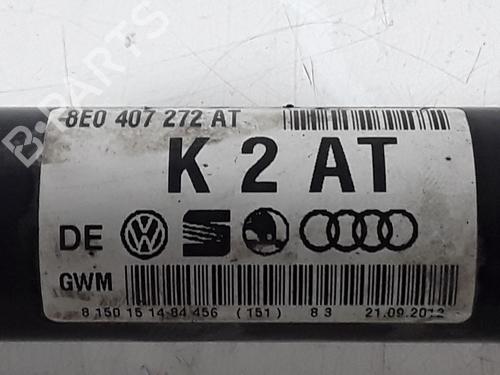 8E0 407 272 AT
K 2 AT
DE
GWM
8 150 15 14 84 456 (151) 8 3 21.09.2012
B-PARTS